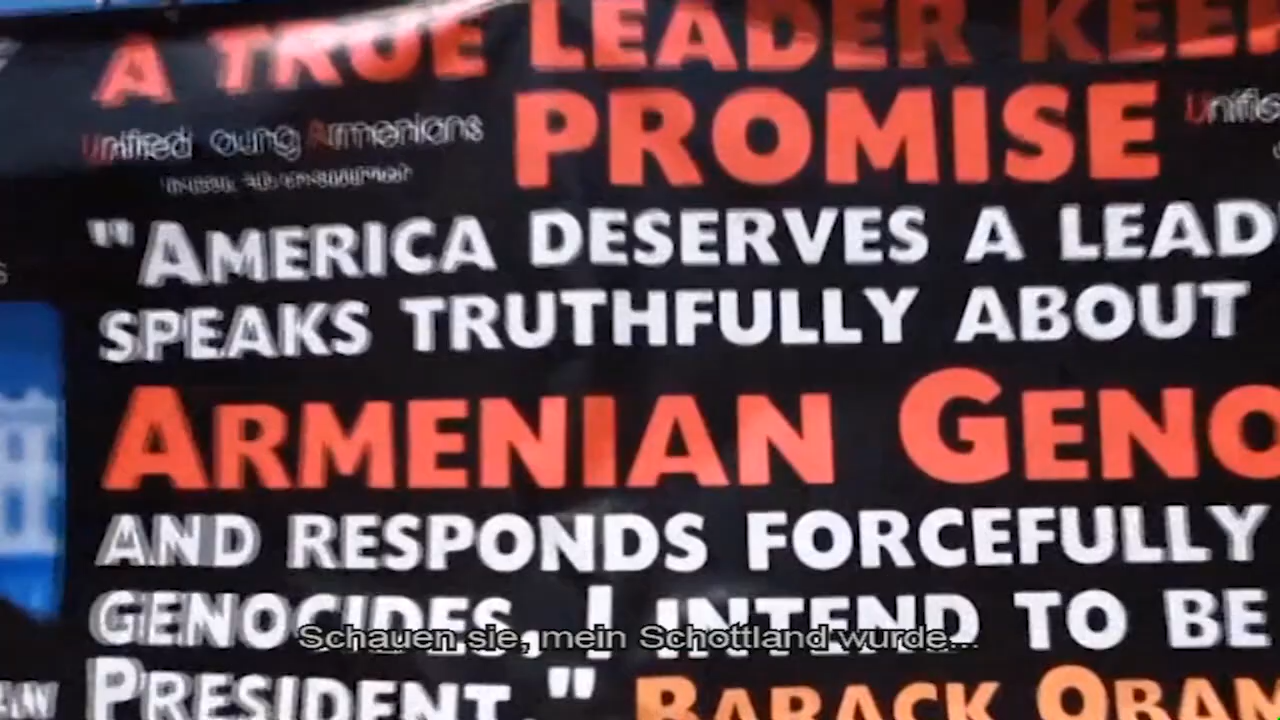 A TRUE LEADER KEEP
PROMISE
Unified Young Armenians
"AMERICA DESERVES A LEAD
SPEAKS TRUTHFULLY ABOUT
ARMENIAN GENO
AND RESPONDS FORCEFULLY
GENOCIDES. I INTEND TO BE
PRESIDENT." BARACK OBAM
Schauen sie, mein Schottland wurde...